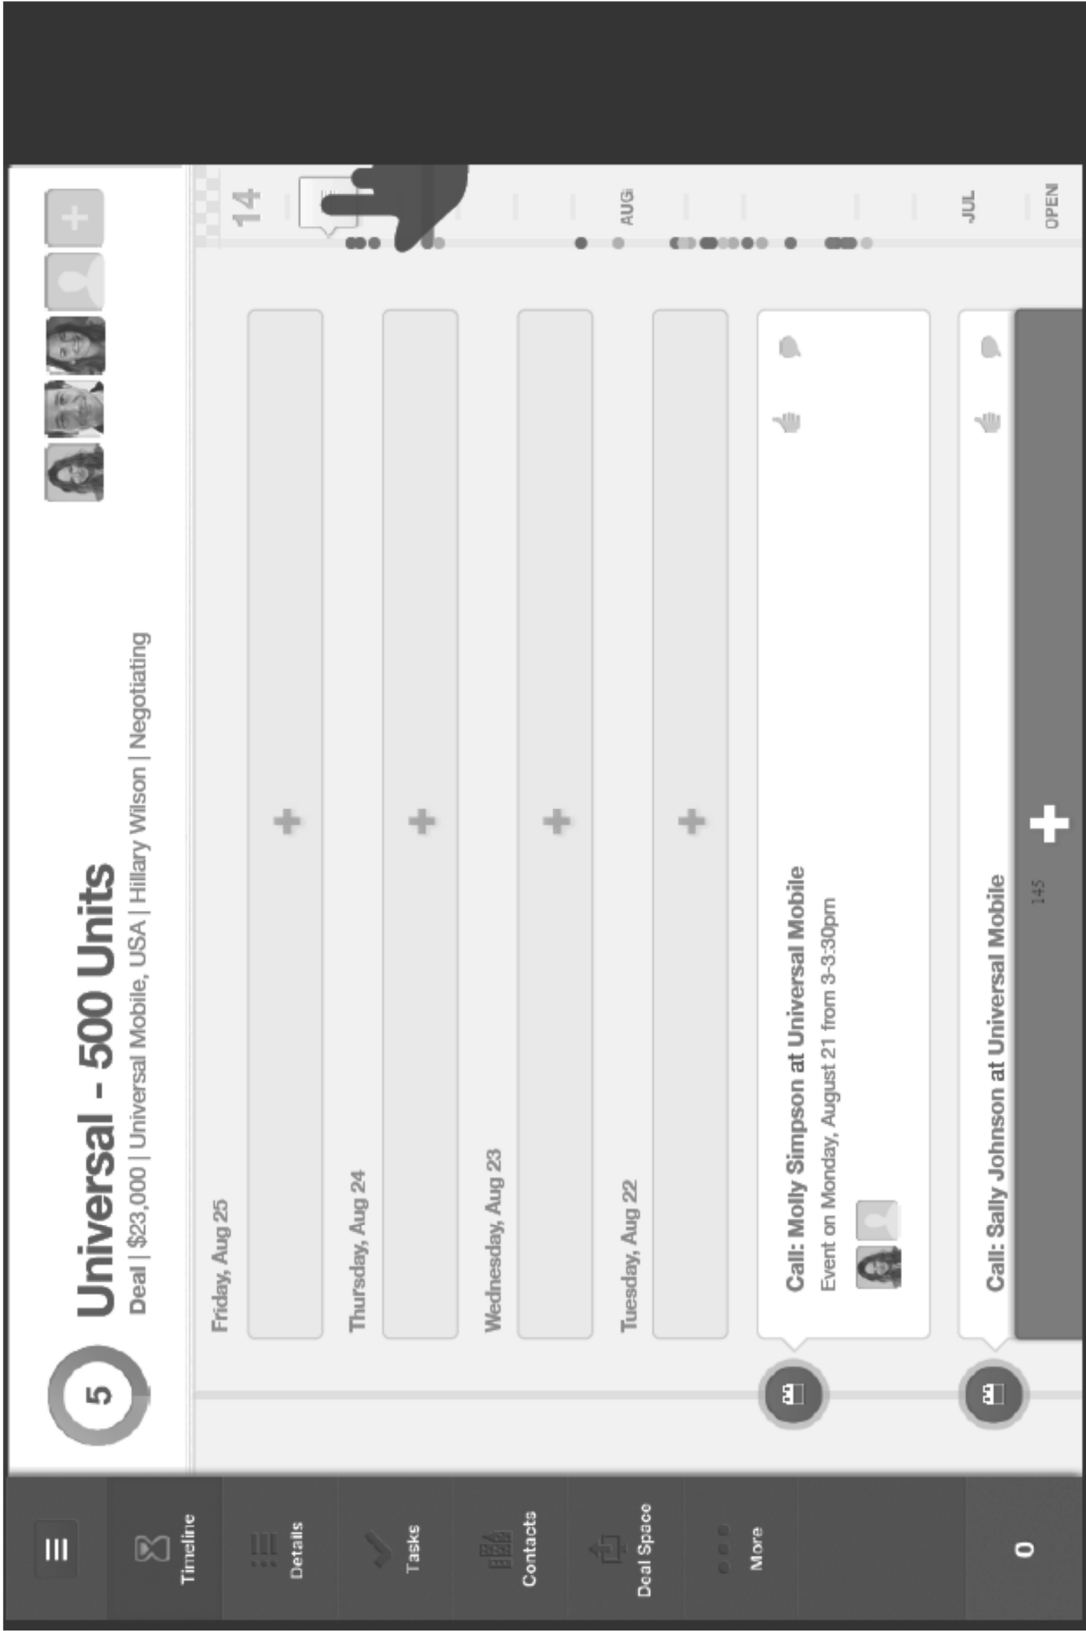 5
Universal - 500 Units
Deal | $23,000 | Universal Mobile, USA | Hillary Wilson | Negotiating
Timeline
Details
Tasks
Contacts
Deal Space
More
0
Friday, Aug 25
Thursday, Aug 24
Wednesday, Aug 23
Tuesday, Aug 22
Call: Molly Simpson at Universal Mobile
Event on Monday, August 21 from 3-3:30pm
Call: Sally Johnson at Universal Mobile
145
14
AUG
JUL
OPEN